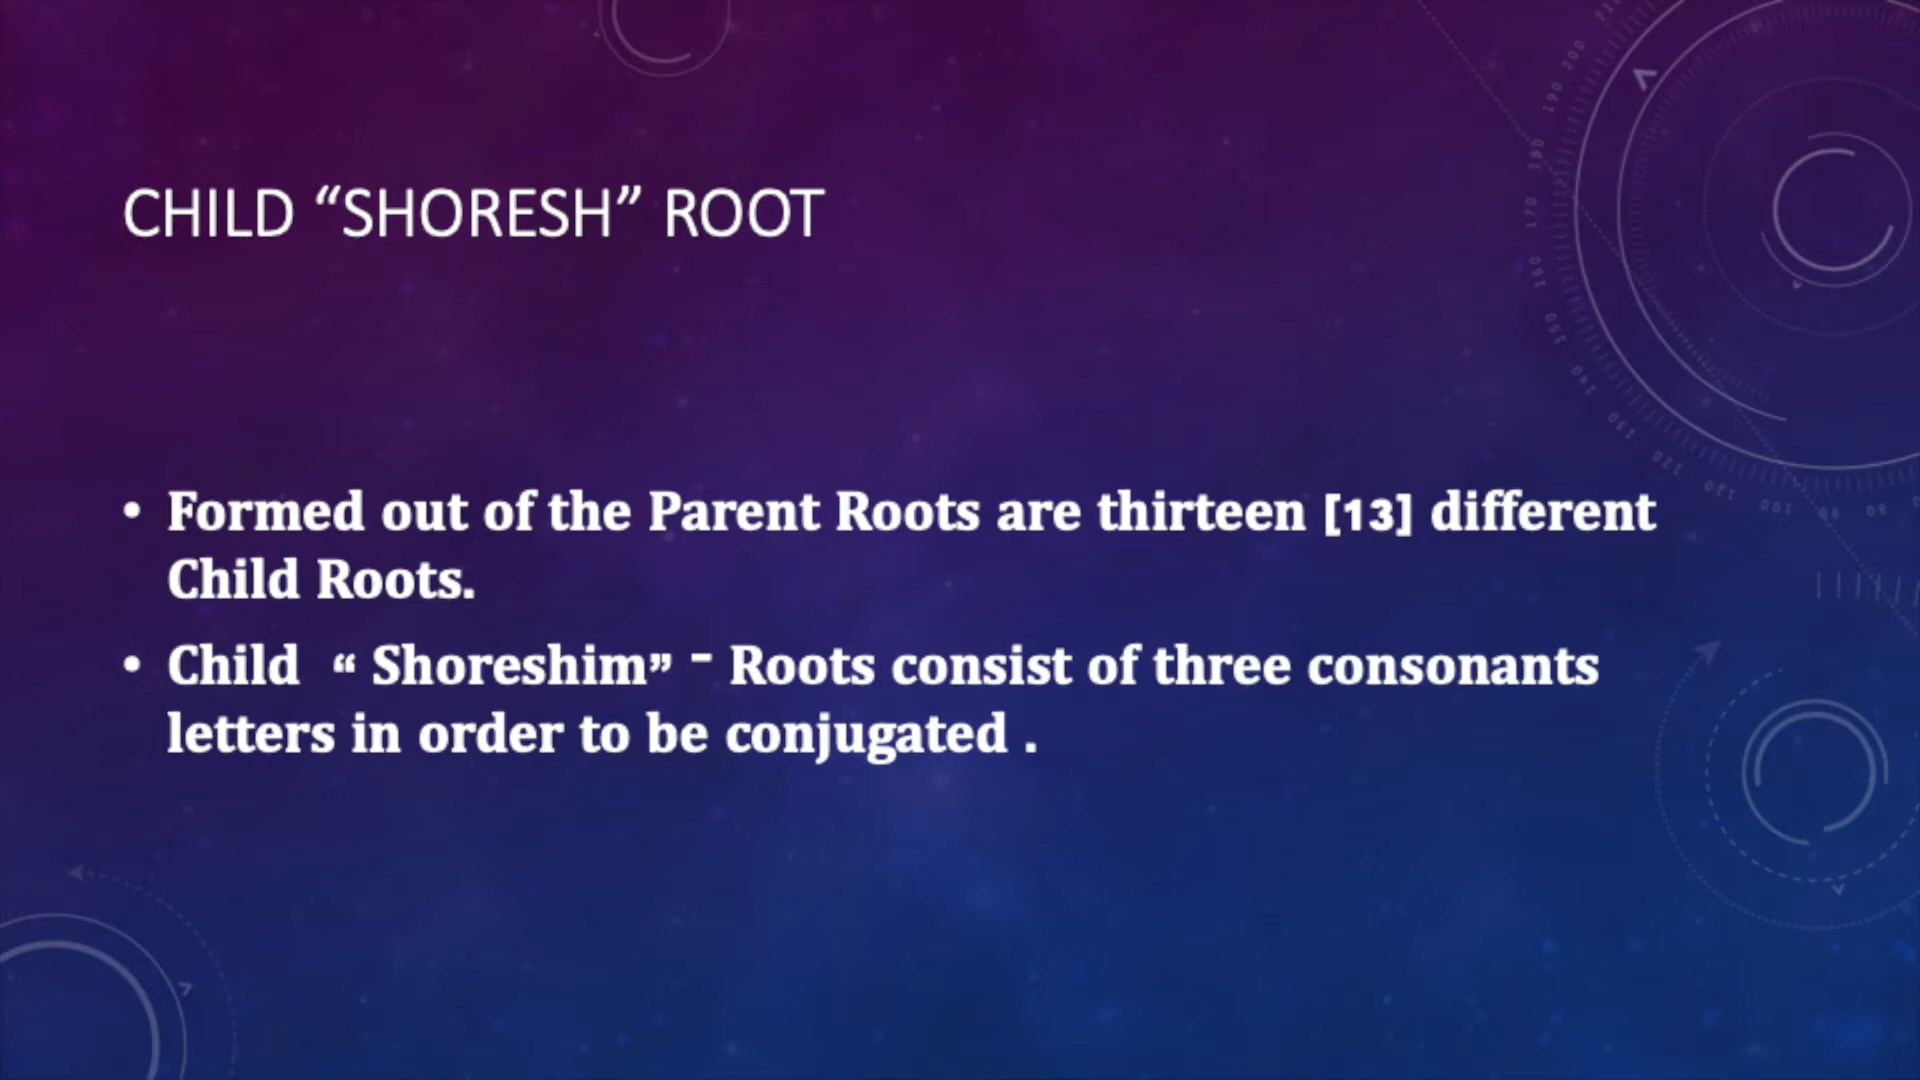 CHILD “SHORESH” ROOT
• Formed out of the Parent Roots are thirteen [13] different
Child Roots.
• Child “ Shoreshim” - Roots consist of three consonants
letters in order to be conjugated .